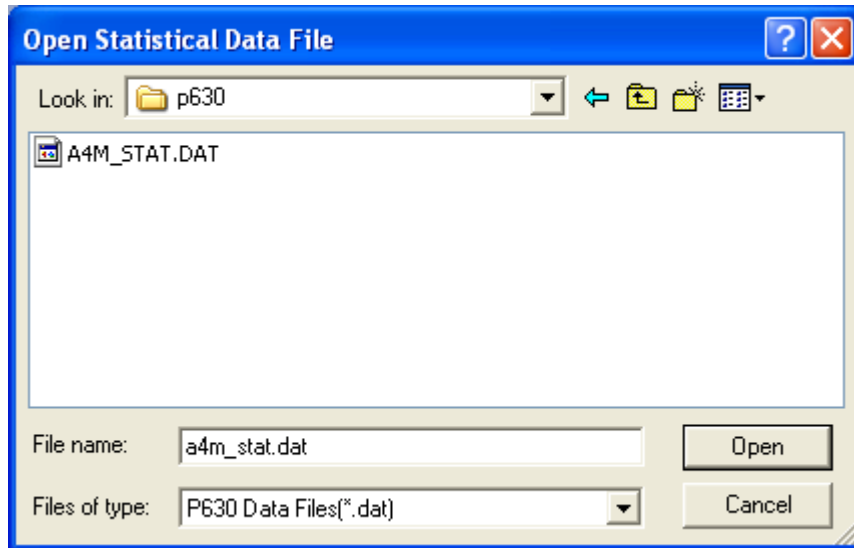 Open Statistical Data File
Look in: p630
A4M_STAT.DAT
File name: a4m_stat.dat Open
Files of type: P630 Data Files(*.dat) Cancel